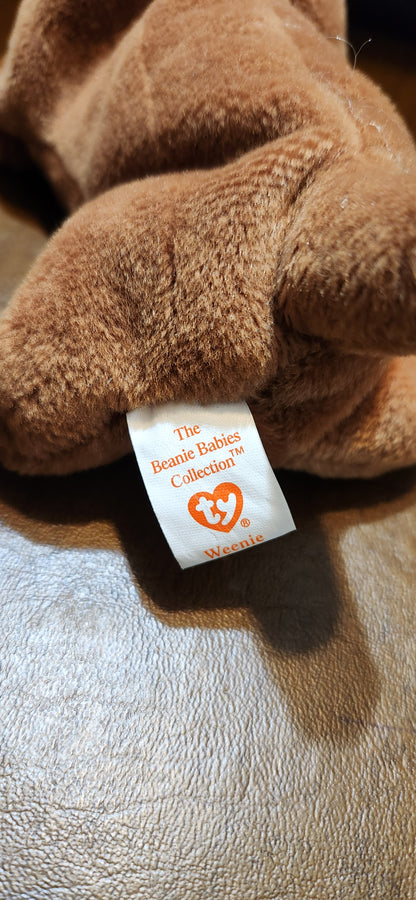 The
Beanie Babies
Collection™
ty®
Weenie